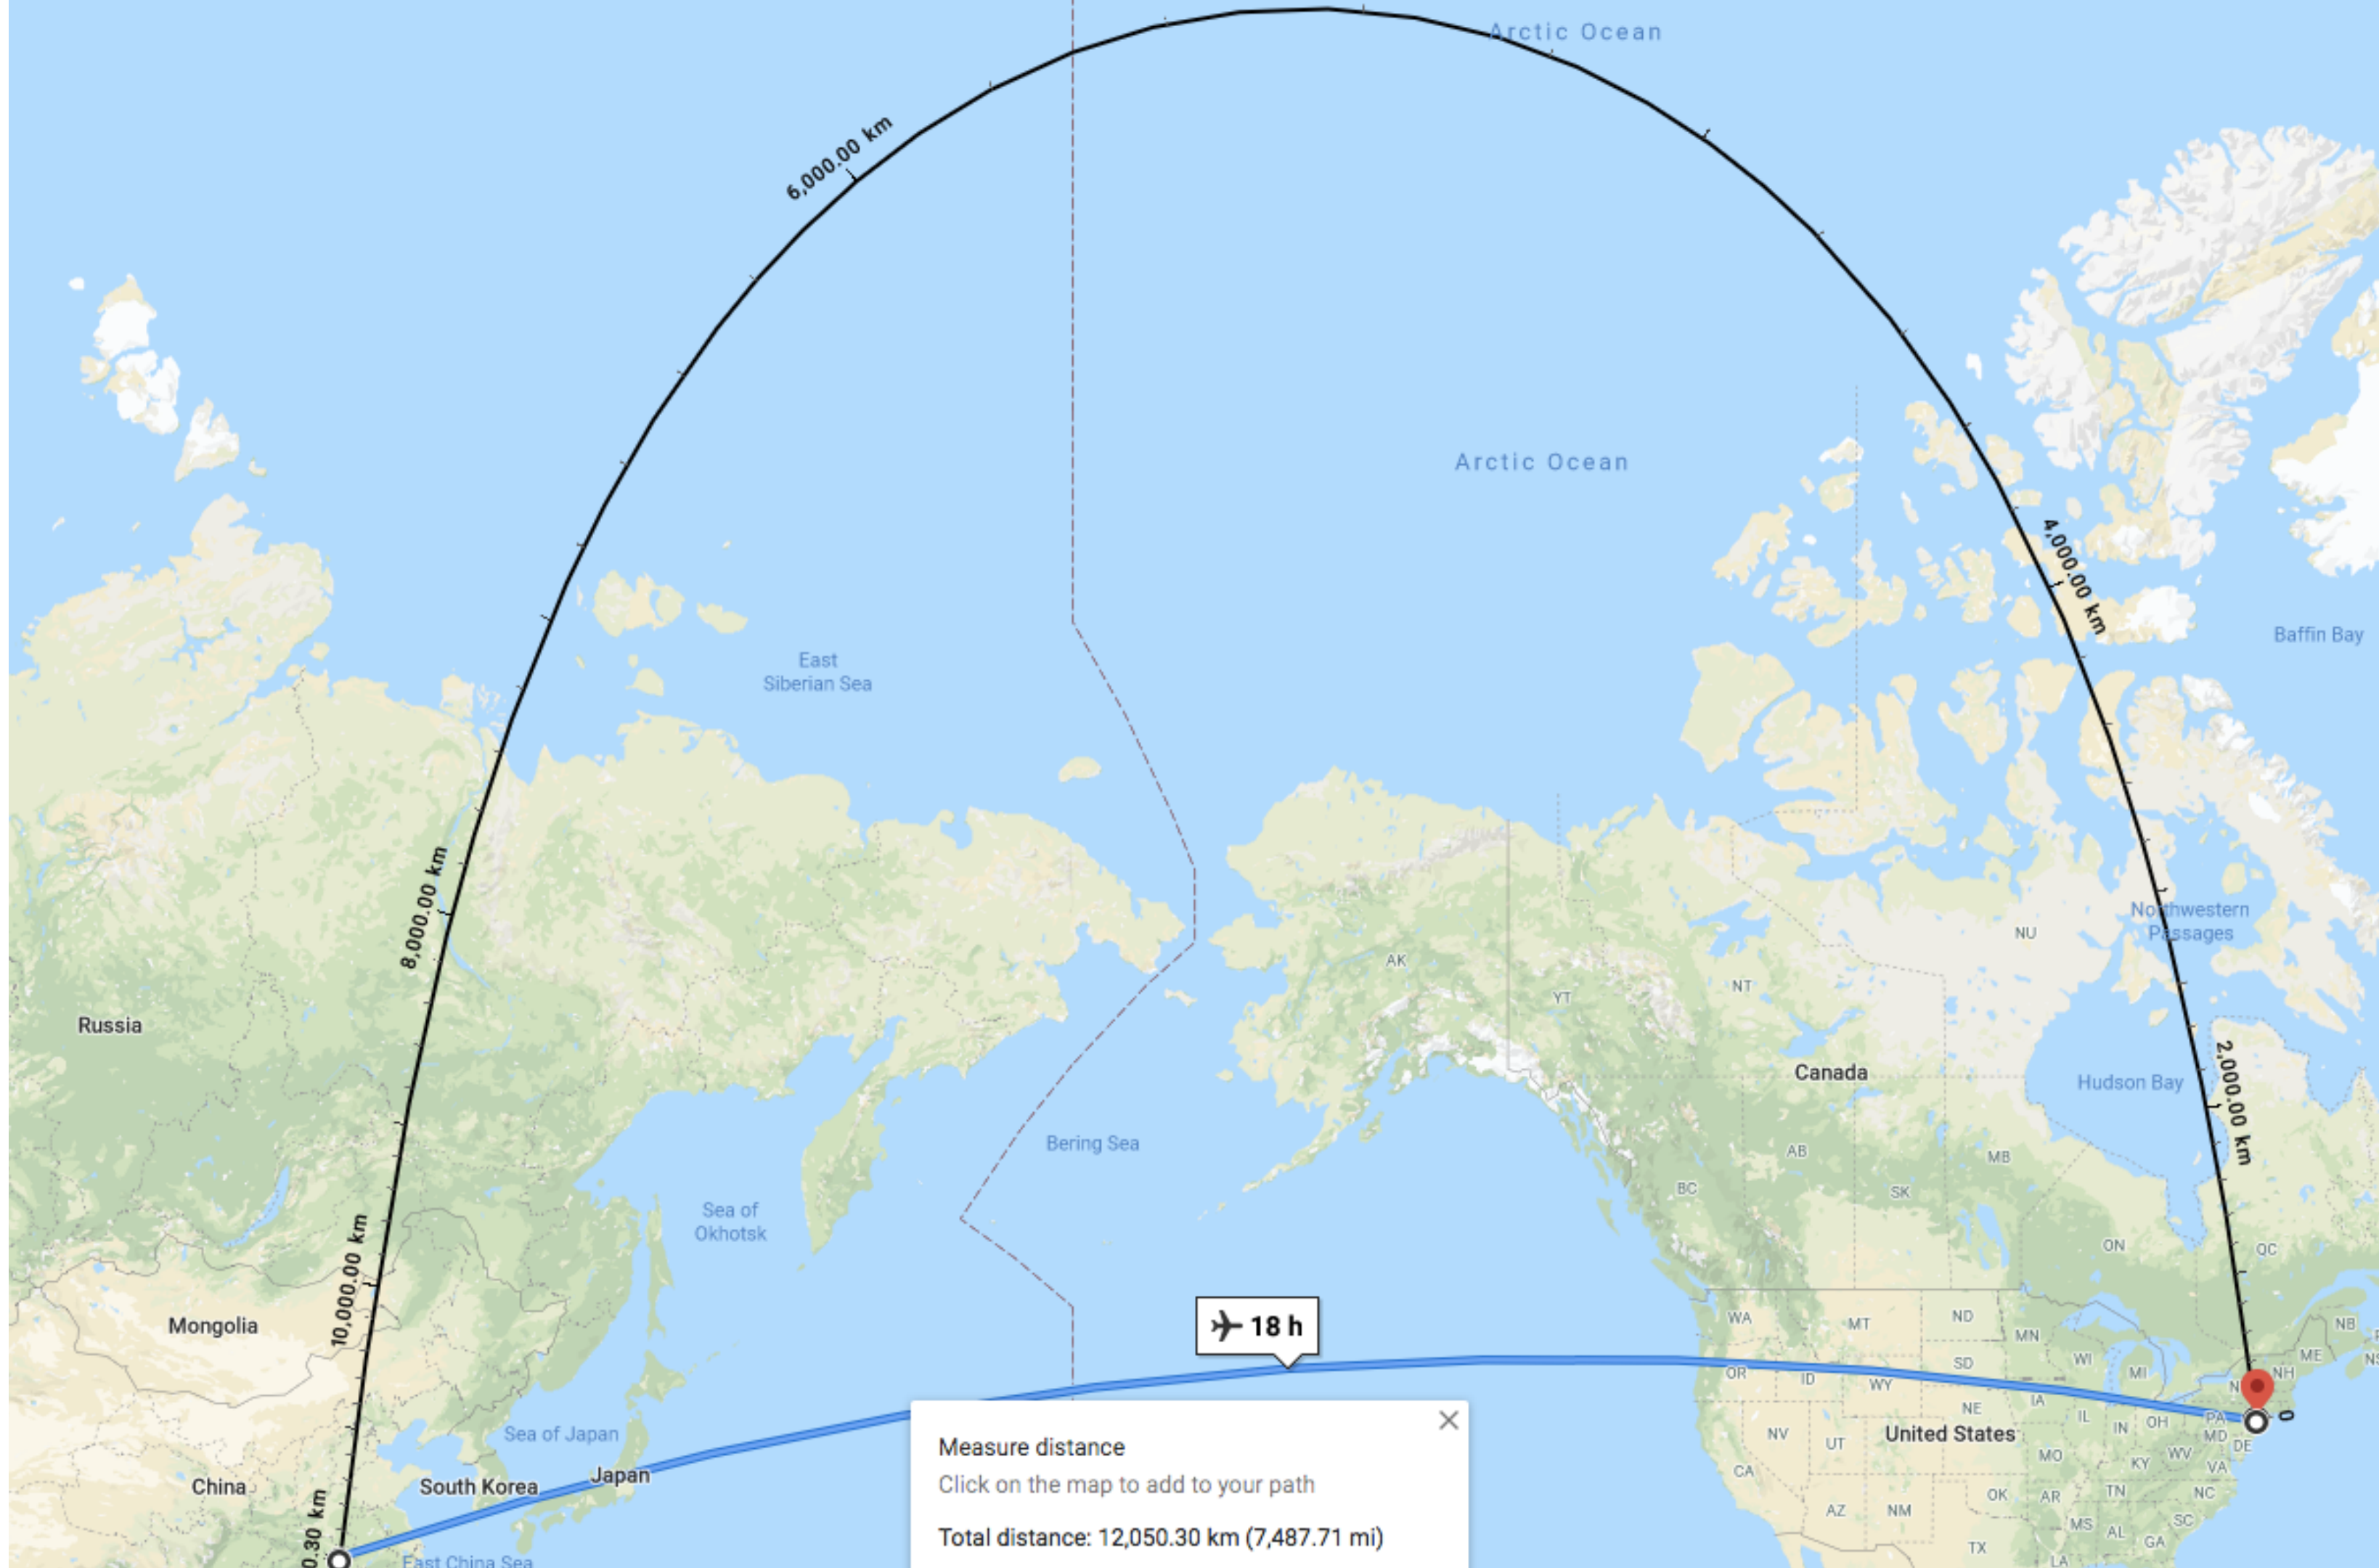 Arctic Ocean
6,000.00 km
Arctic Ocean
4,000.00 km
Baffin Bay
East
Siberian Sea
8,000.00 km
Northwestern
Passages
NU
AK
NT
YT
Russia
2,000.00 km
Canada
Hudson Bay
Bering Sea
AB
MB
BC
SK
Sea of
Okhotsk
ON
QC
10,000.00 km
Mongolia
18 h
WA
MT
ND
MN
NB
WI
MI
ME
NH
OR
ID
WY
SD
N
NS
IA
NE
IL
IN
OH
PA
MD
DE
0
NV
UT
United States
MO
KY
WV
VA
CA
Sea of Japan
Japan
China
South Korea
0.30 km
East China Sea
AZ
NM
OK
AR
TN
NC
MS
AL
GA
SC
TX
LA
Measure distance
Click on the map to add to your path
Total distance: 12,050.30 km (7,487.71 mi)